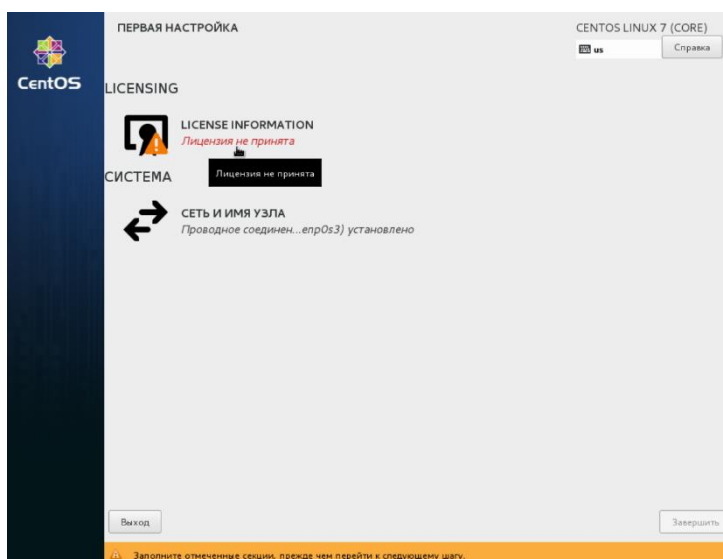 ПЕРВАЯ НАСТРОЙКА
CENTOS LINUX 7 (CORE)
us
Справка
CentOS
LICENSING
LICENSE INFORMATION
Лицензия не принята
Лицензия не принята
СИСТЕМА
СЕТЬ И ИМЯ УЗЛА
Проводное соединен...enp0s3) установлено
Выход
Завершить
Заполните отмеченные секции, прежде чем перейти к следующему шагу.